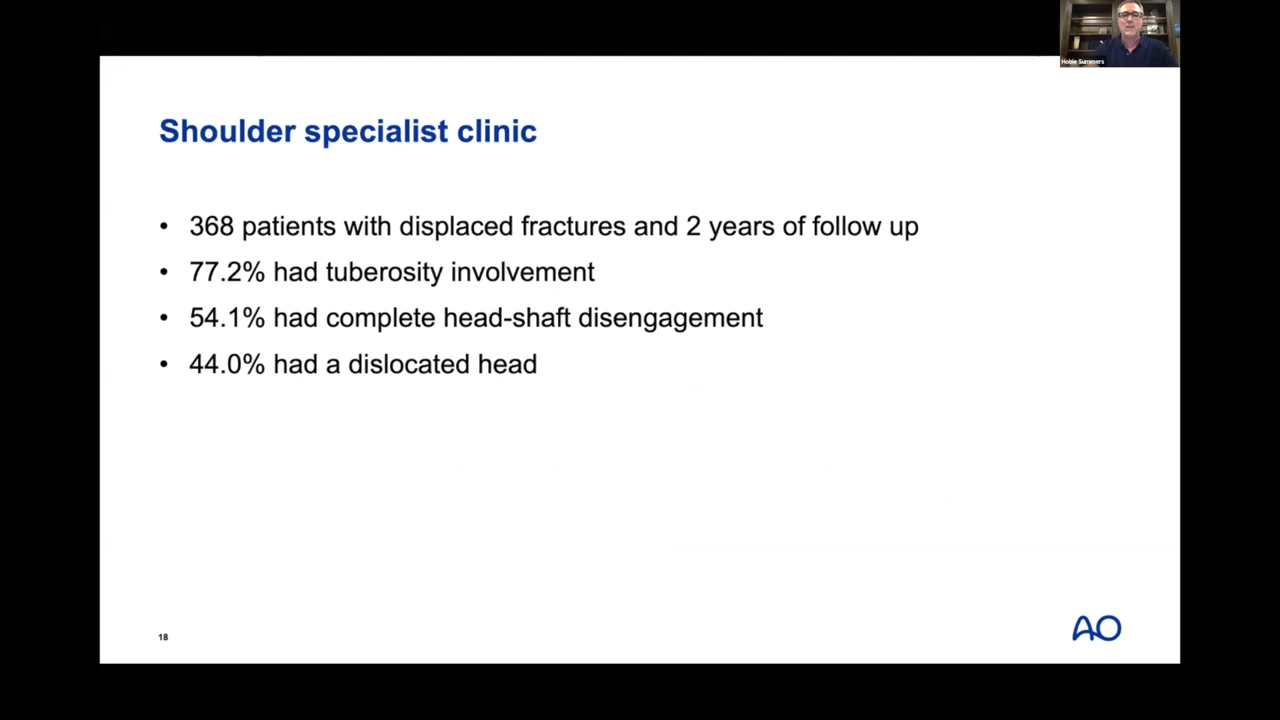 Hobie Summers
Shoulder specialist clinic
• 368 patients with displaced fractures and 2 years of follow up
• 77.2% had tuberosity involvement
• 54.1% had complete head-shaft disengagement
• 44.0% had a dislocated head
18
AO